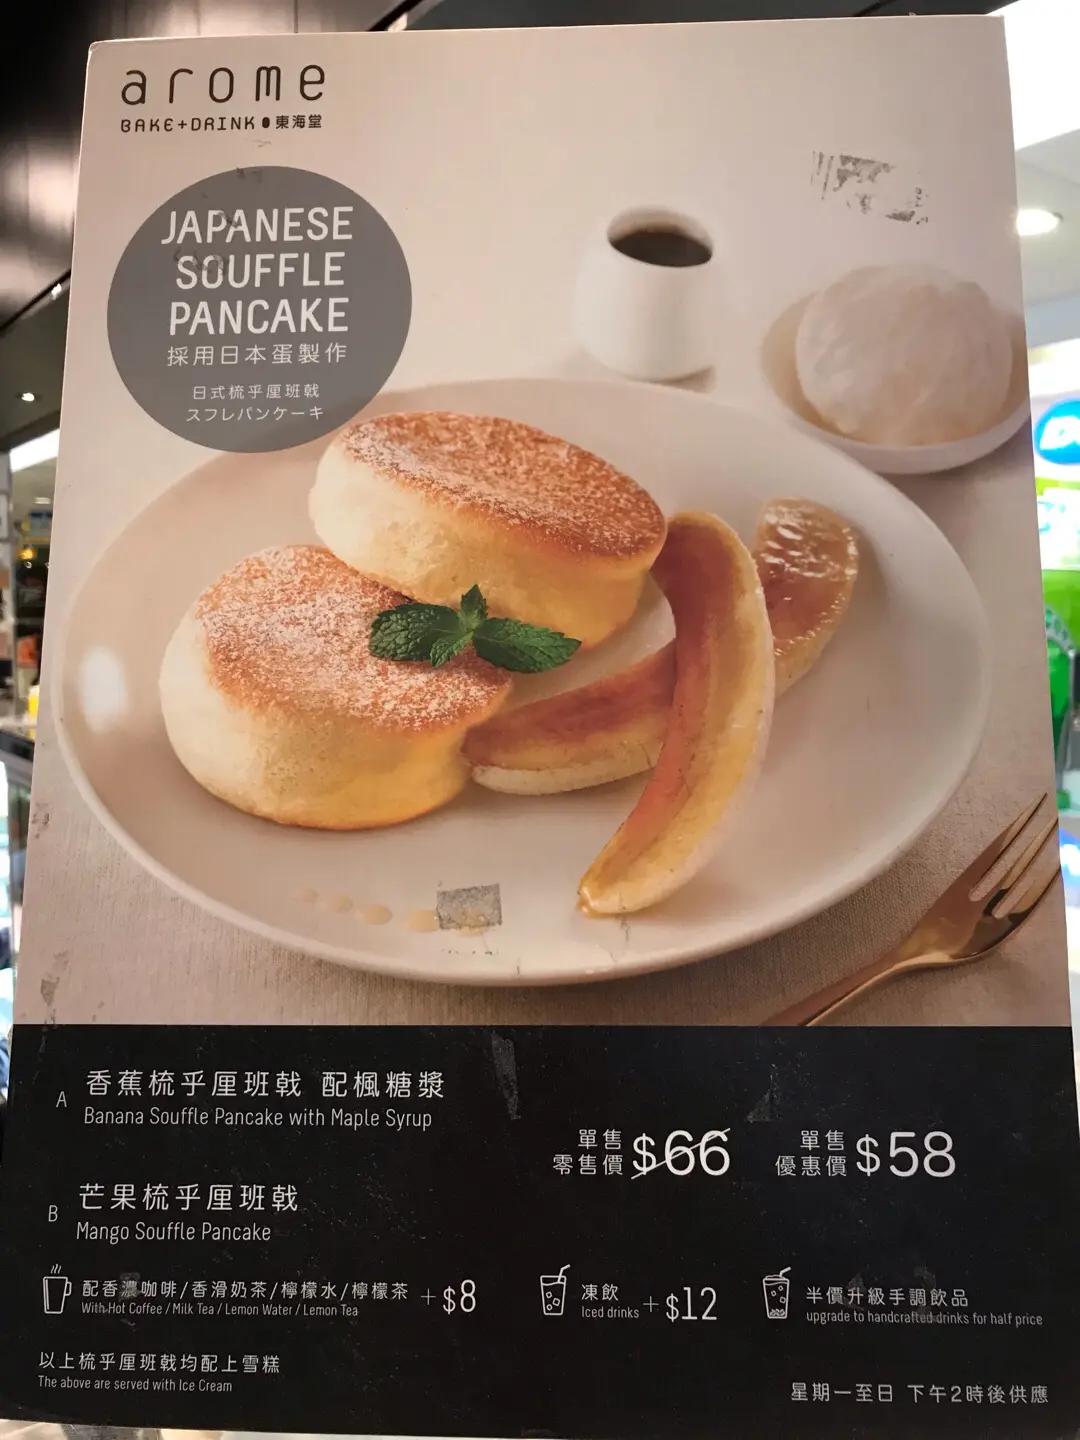 arome
BAKE+DRINK 東海堂
JAPANESE
SOUFFLE
PANCAKE
採用日本蛋製作
日式梳乎厘班戟
スフレパンケーキ
A 香蕉梳乎厘班戟 配楓糖漿
Banana Souffle Pancake with Maple Syrup
單售
零售價 $66
單售
優惠價 $58
B 芒果梳乎厘班戟
Mango Souffle Pancake
配香濃咖啡/香滑奶茶/檸檬水/檸檬茶 +$8
With Hot Coffee / Milk Tea / Lemon Water / Lemon Tea
凍飲 +$12
Iced drinks
半價升級手調飲品
upgrade to handcrafted drinks for half price
以上梳乎厘班戟均配上雪糕
The above are served with Ice Cream
星期一至日 下午2時後供應